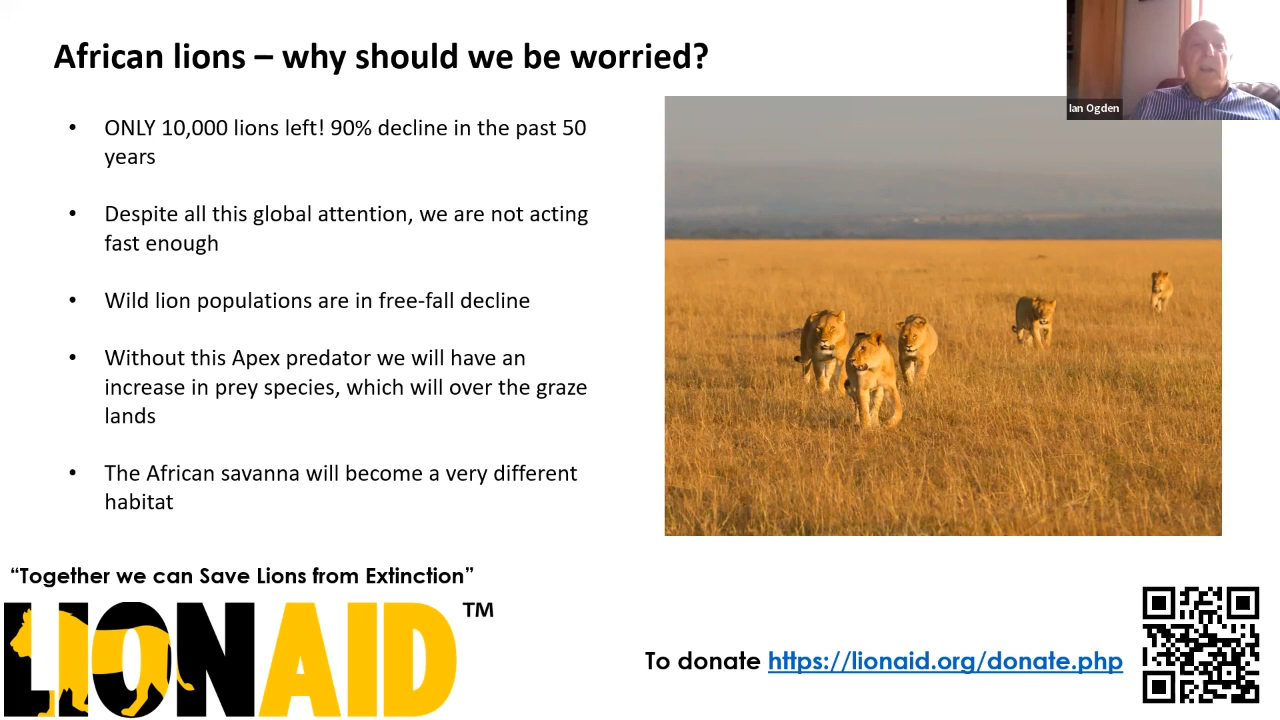 African lions – why should we be worried?
Ian Ogden
• ONLY 10,000 lions left! 90% decline in the past 50
years
• Despite all this global attention, we are not acting
fast enough
• Wild lion populations are in free-fall decline
• Without this Apex predator we will have an
increase in prey species, which will over the graze
lands
• The African savanna will become a very different
habitat
“Together we can Save Lions from Extinction”
LIONAID TM
To donate https://lionaid.org/donate.php